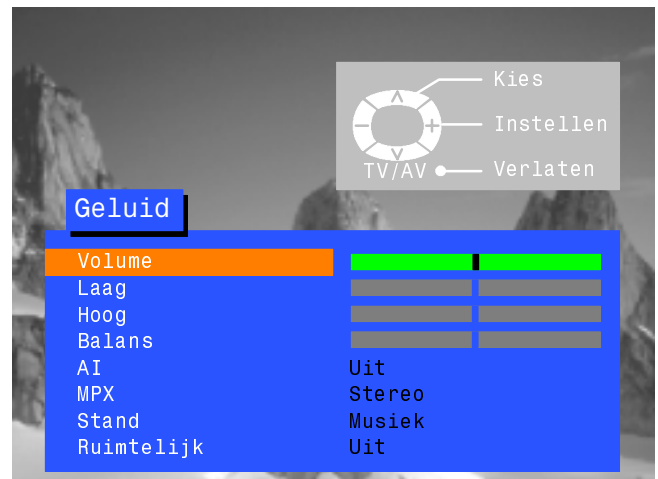 Kies
Instellen
TV/AV Verlaten
Geluid
Volume
Laag
Hoog
Balans
AI Uit
MPX Stereo
Stand Musiek
Ruimtelijk Uit